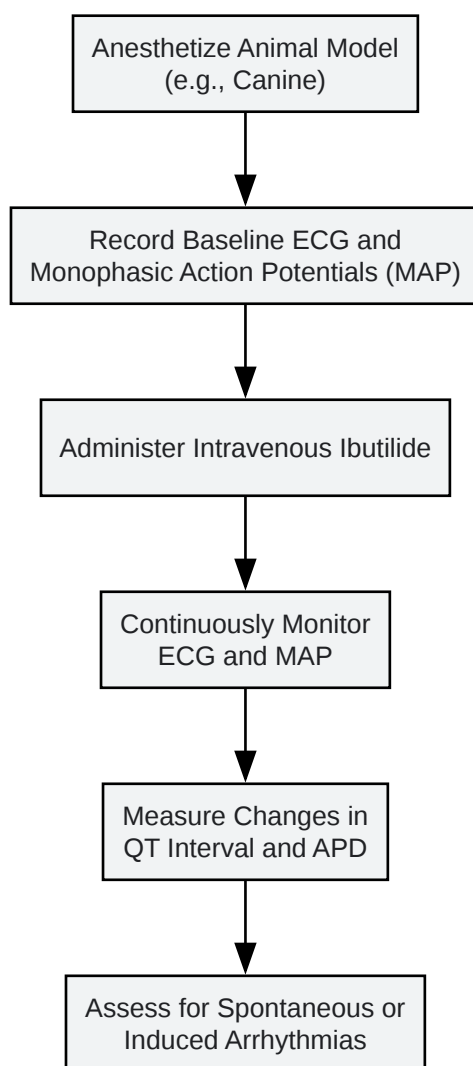 Anesthetize Animal Model
(e.g., Canine)
Record Baseline ECG and
Monophasic Action Potentials (MAP)
Administer Intravenous Ibutilide
Continuously Monitor
ECG and MAP
Measure Changes in
QT Interval and APD
Assess for Spontaneous or
Induced Arrhythmias